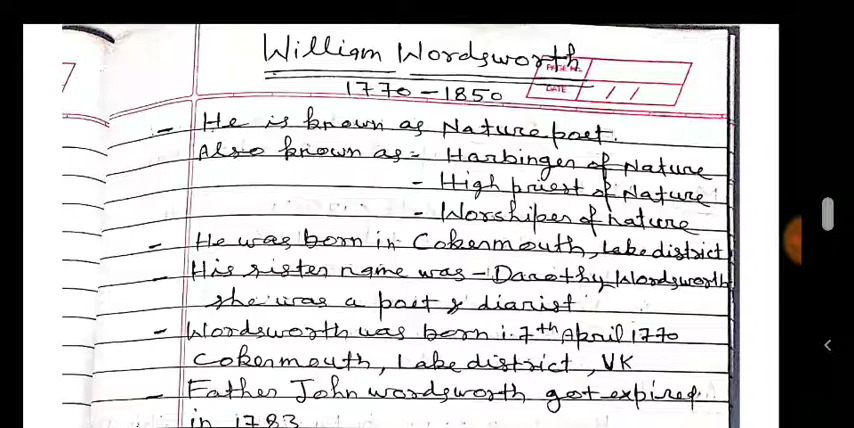 William Wordsworth
PAGE NO.
1770-1850
DATE / /
- He is known as Nature poet.
Also known as - Harbinger of Nature
- High priest of Nature
- Worshiper of nature
- He was born in Cokermouth, Lake district
- His sister name was - Darothy Wordsworth
she was a poet & diarist
- Wordsworth was born i. 7th April 1770
Cokermouth, Lake district, UK
- Father John wordsworth got expired
in 1783